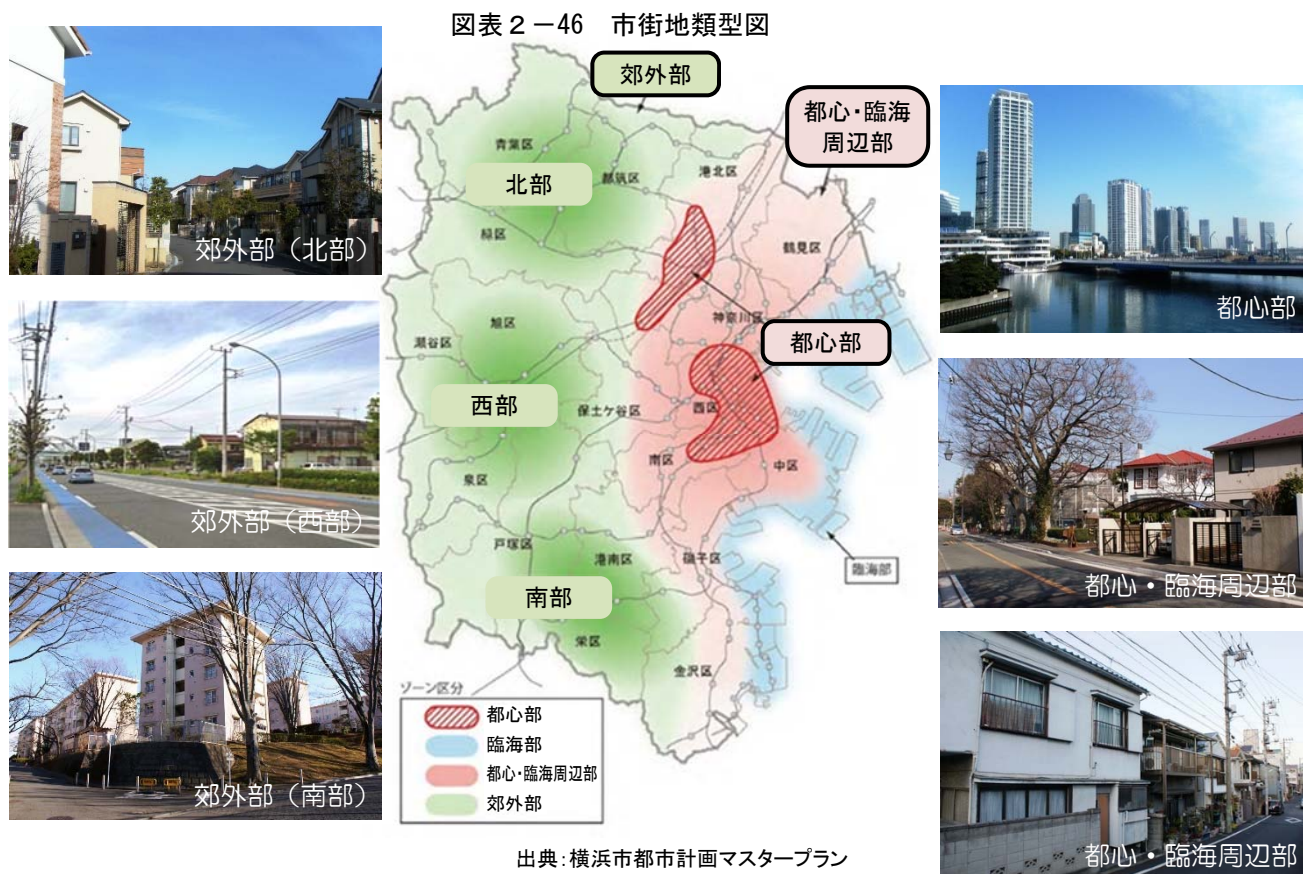 図表2－46 市街地類型図
郊外部
都心・臨海
周辺部
青葉区
都筑区
港北区
北部
緑区
鶴見区
郊外部（北部）
都心部
旭区
瀬谷区
神奈川区
都心部
西部
保土ケ谷区
西区
南区
中区
泉区
郊外部（西部）
戸塚区
港南区
磯子区
臨海部
南部
栄区
金沢区
都心・臨海周辺部
ゾーン区分
都心部
臨海部
都心・臨海周辺部
郊外部
郊外部（南部）
都心・臨海周辺部
出典：横浜市都市計画マスタープラン